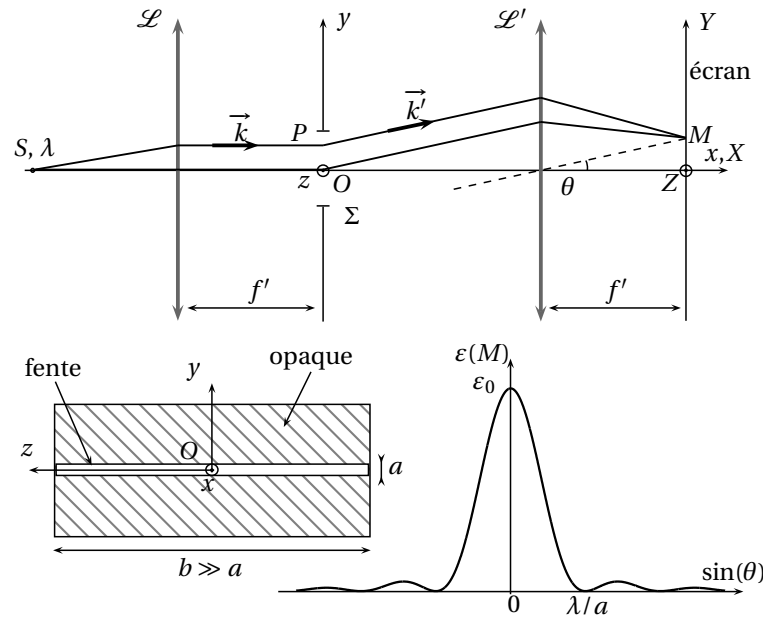 ℒ y ℒ′ Y
écran
k⃗ P k⃗′ M
S, λ x, X
z O θ Z
Σ
f′ f′
fente y opaque ε(M)
ε₀
z O a
x
b ≫ a sin(θ)
0 λ/a